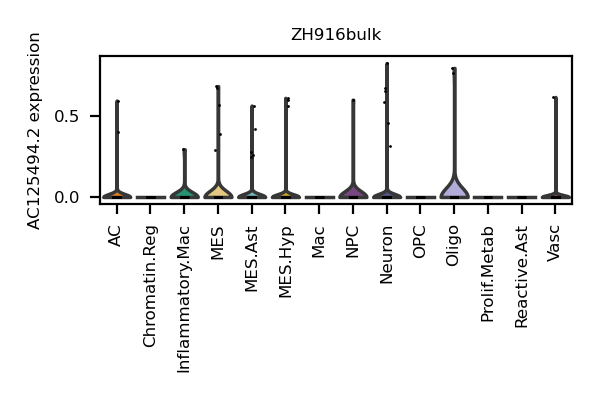 ZH916bulk
AC125494.2 expression
0.5
0.0
AC
Chromatin.Reg
Inflammatory.Mac
MES
MES.Ast
MES.Hyp
Mac
NPC
Neuron
OPC
Oligo
Prolif.Metab
Reactive.Ast
Vasc